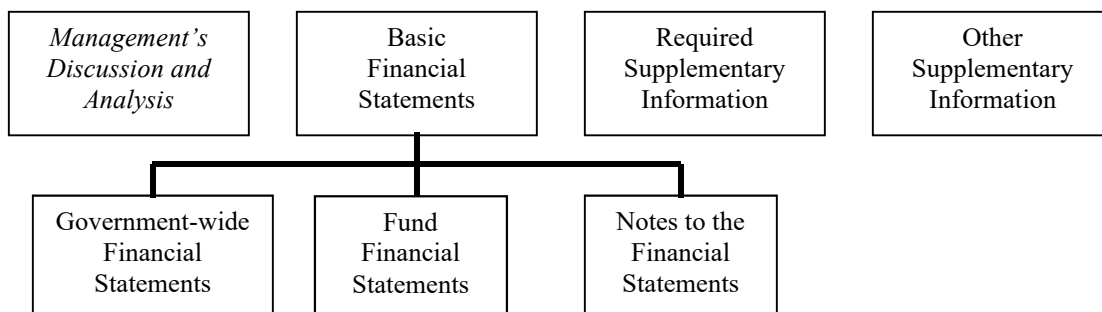 Management’s
Discussion and
Analysis
Basic
Financial
Statements
Required
Supplementary
Information
Other
Supplementary
Information
Government-wide
Financial
Statements
Fund
Financial
Statements
Notes to the
Financial
Statements